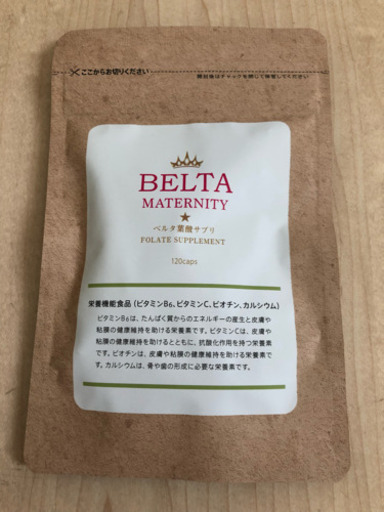 ✂ここからお切りください
開封後はチャックを閉じて保管してください
BELTA
MATERNITY
★
ベルタ葉酸サプリ
FOLATE SUPPLEMENT
120caps
栄養機能食品（ビタミンB₆、ビタミンC、ビオチン、カルシウム）
ビタミンB₆は、たんぱく質からのエネルギーの産生と皮膚や
粘膜の健康維持を助ける栄養素です。ビタミンCは、皮膚や
粘膜の健康維持を助けるとともに、抗酸化作用を持つ栄養素
です。ビオチンは、皮膚や粘膜の健康維持を助ける栄養素で
す。カルシウムは、骨や歯の形成に必要な栄養素です。